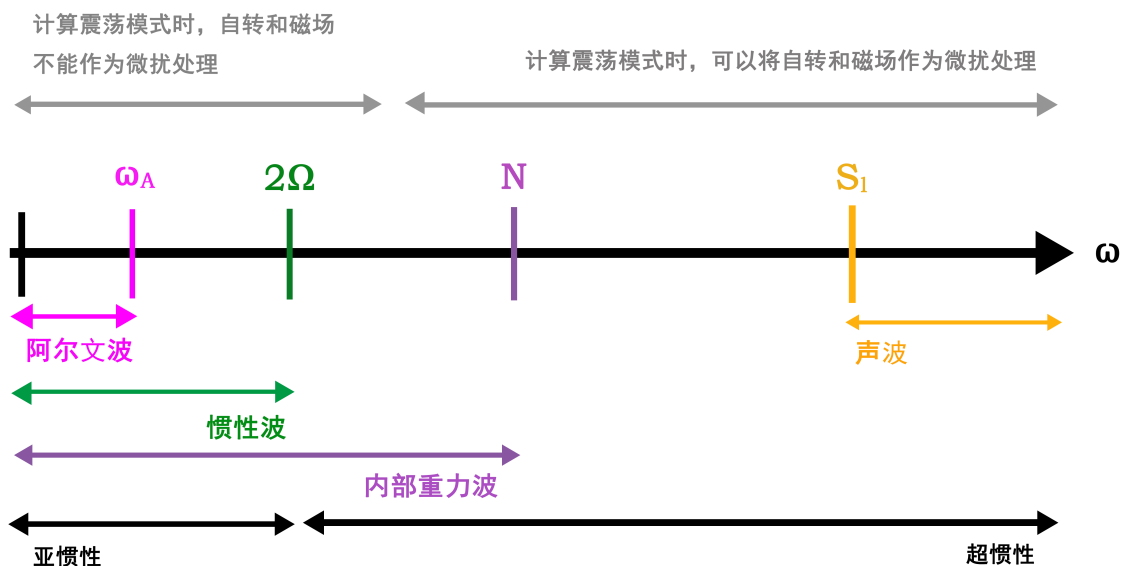 计算震荡模式时，自转和磁场
不能作为微扰处理
计算震荡模式时，可以将自转和磁场作为微扰处理
ωA 2Ω N Sl
ω
阿尔文波
声波
惯性波
内部重力波
亚惯性
超惯性